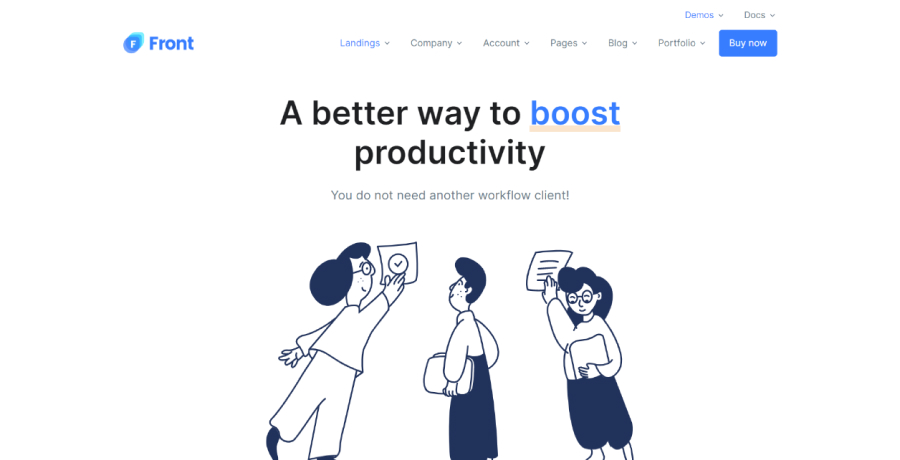 Demos Docs
F Front Landings Company Account Pages Blog Portfolio Buy now
A better way to boost
productivity
You do not need another workflow client!